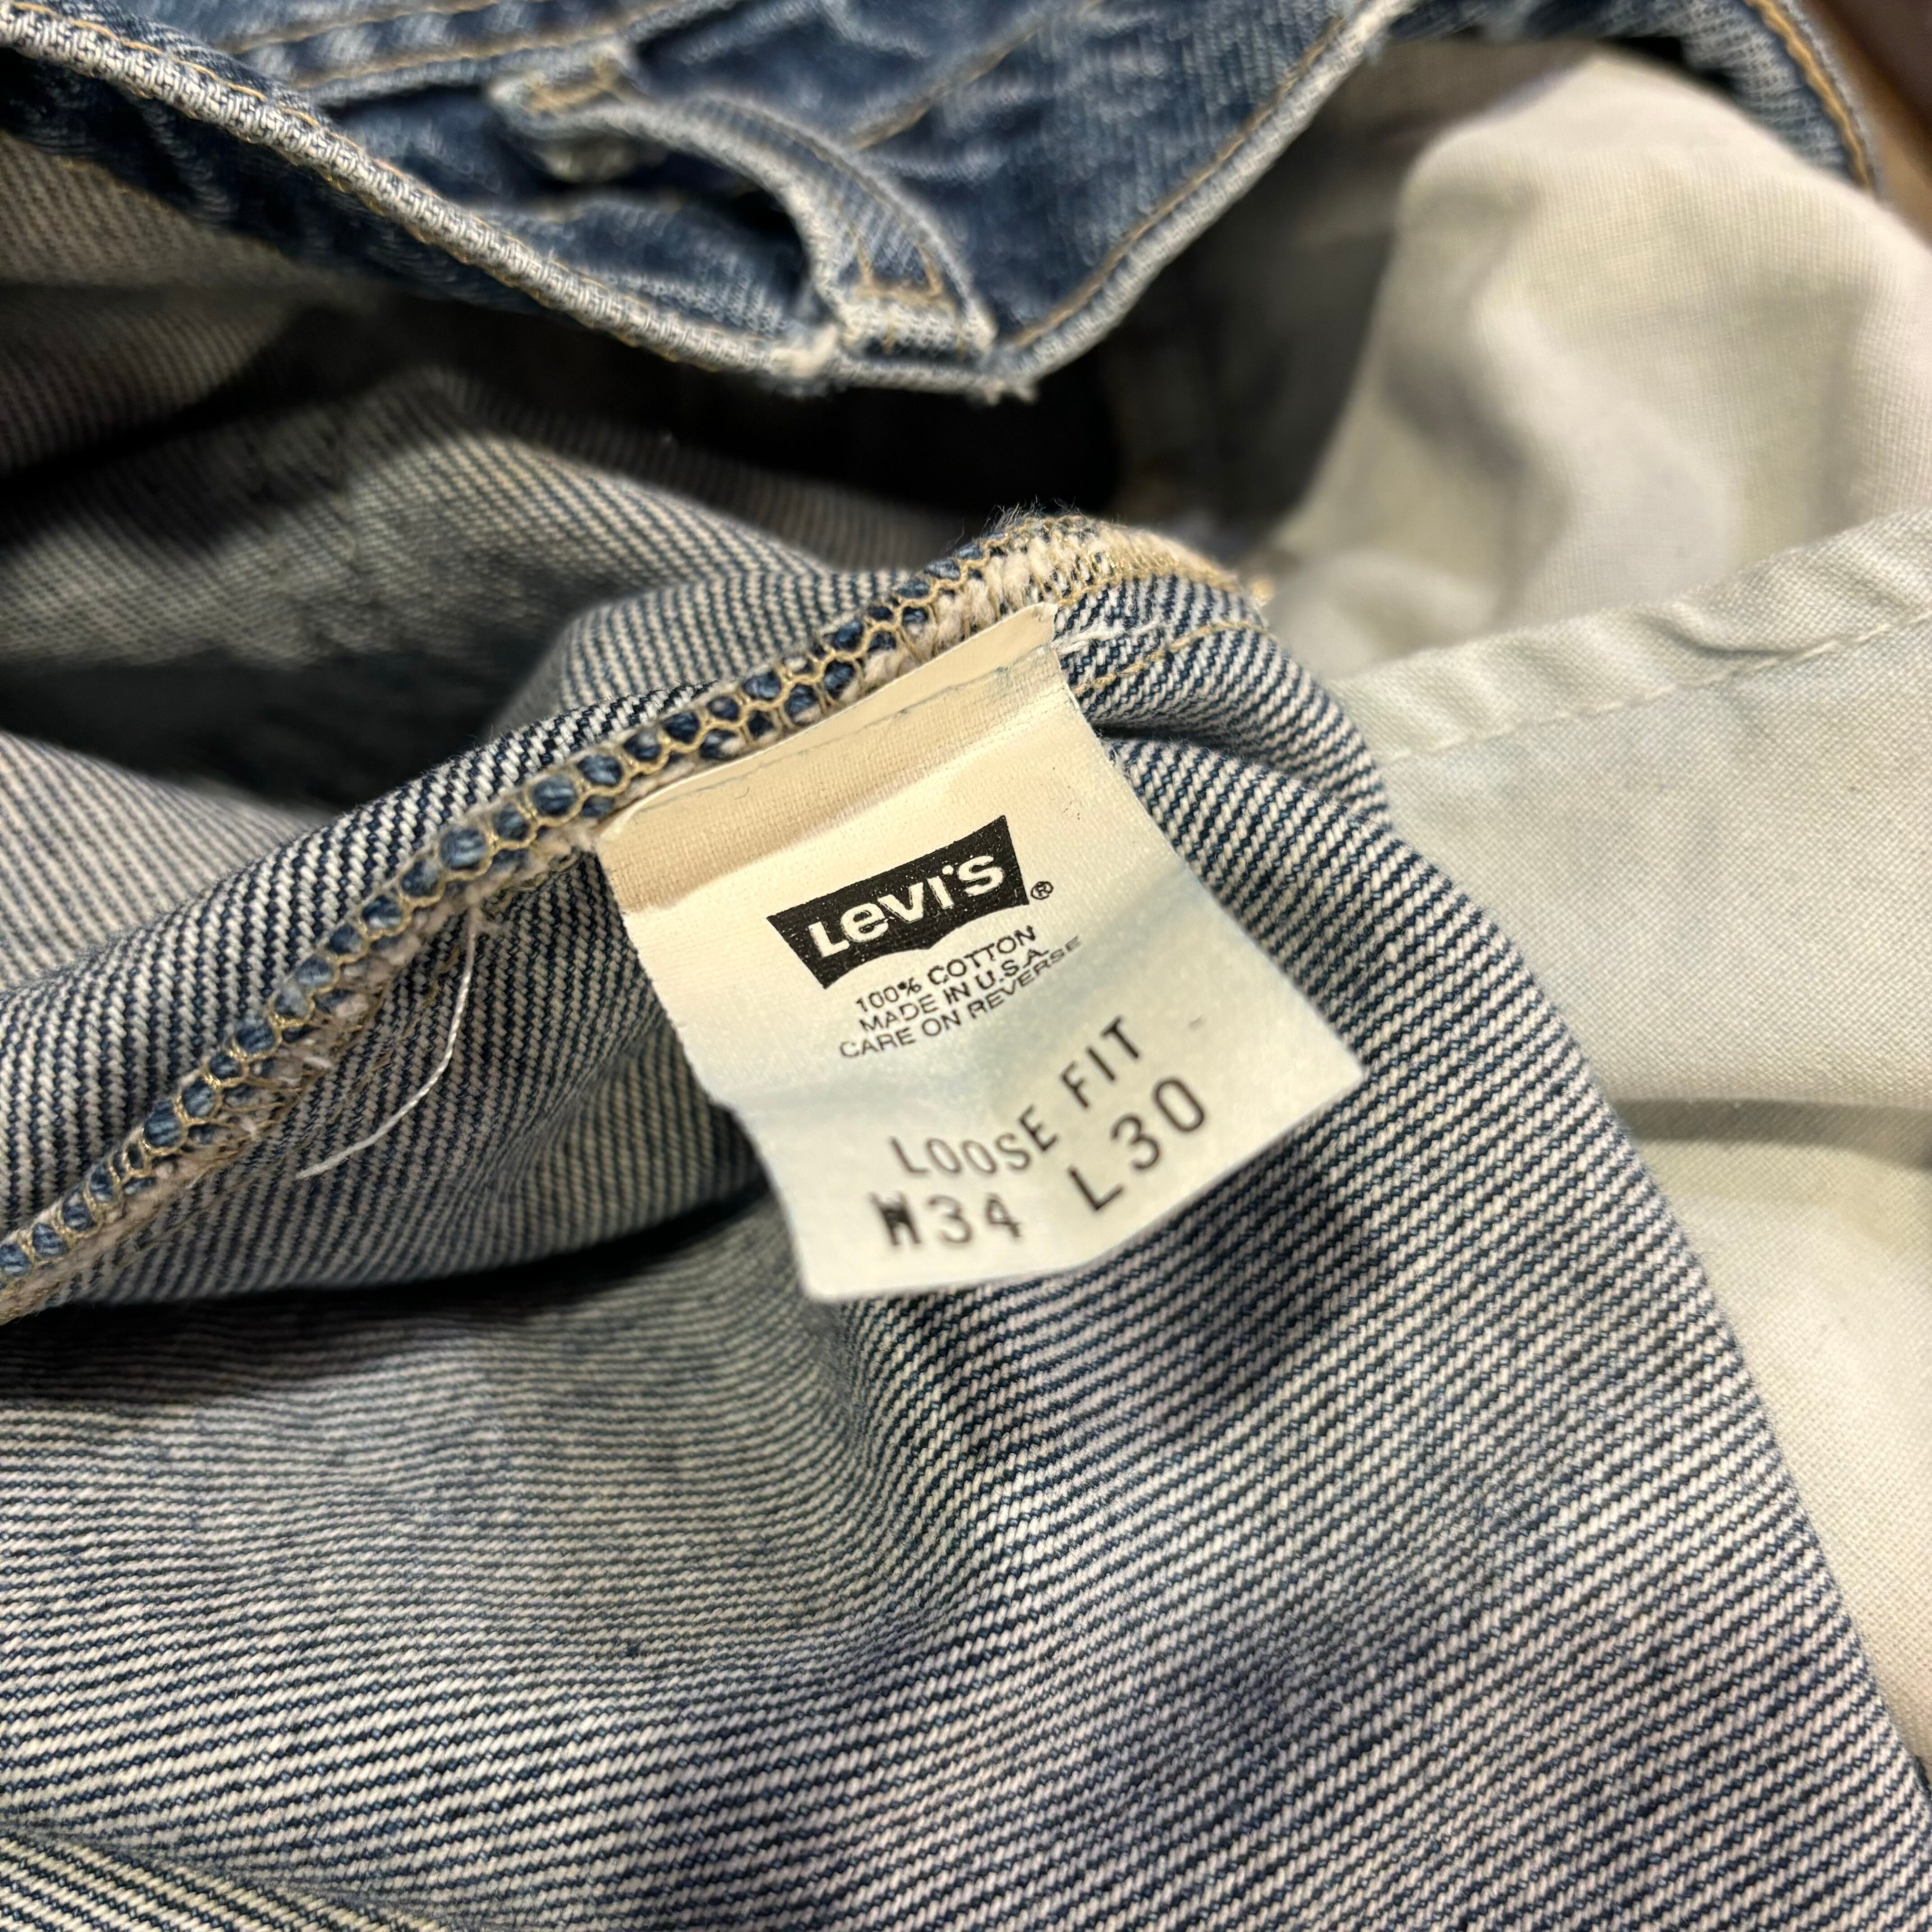 Levi's ®
100% COTTON
MADE IN U.S.A.
CARE ON REVERSE
LOOSE FIT
W34 L30